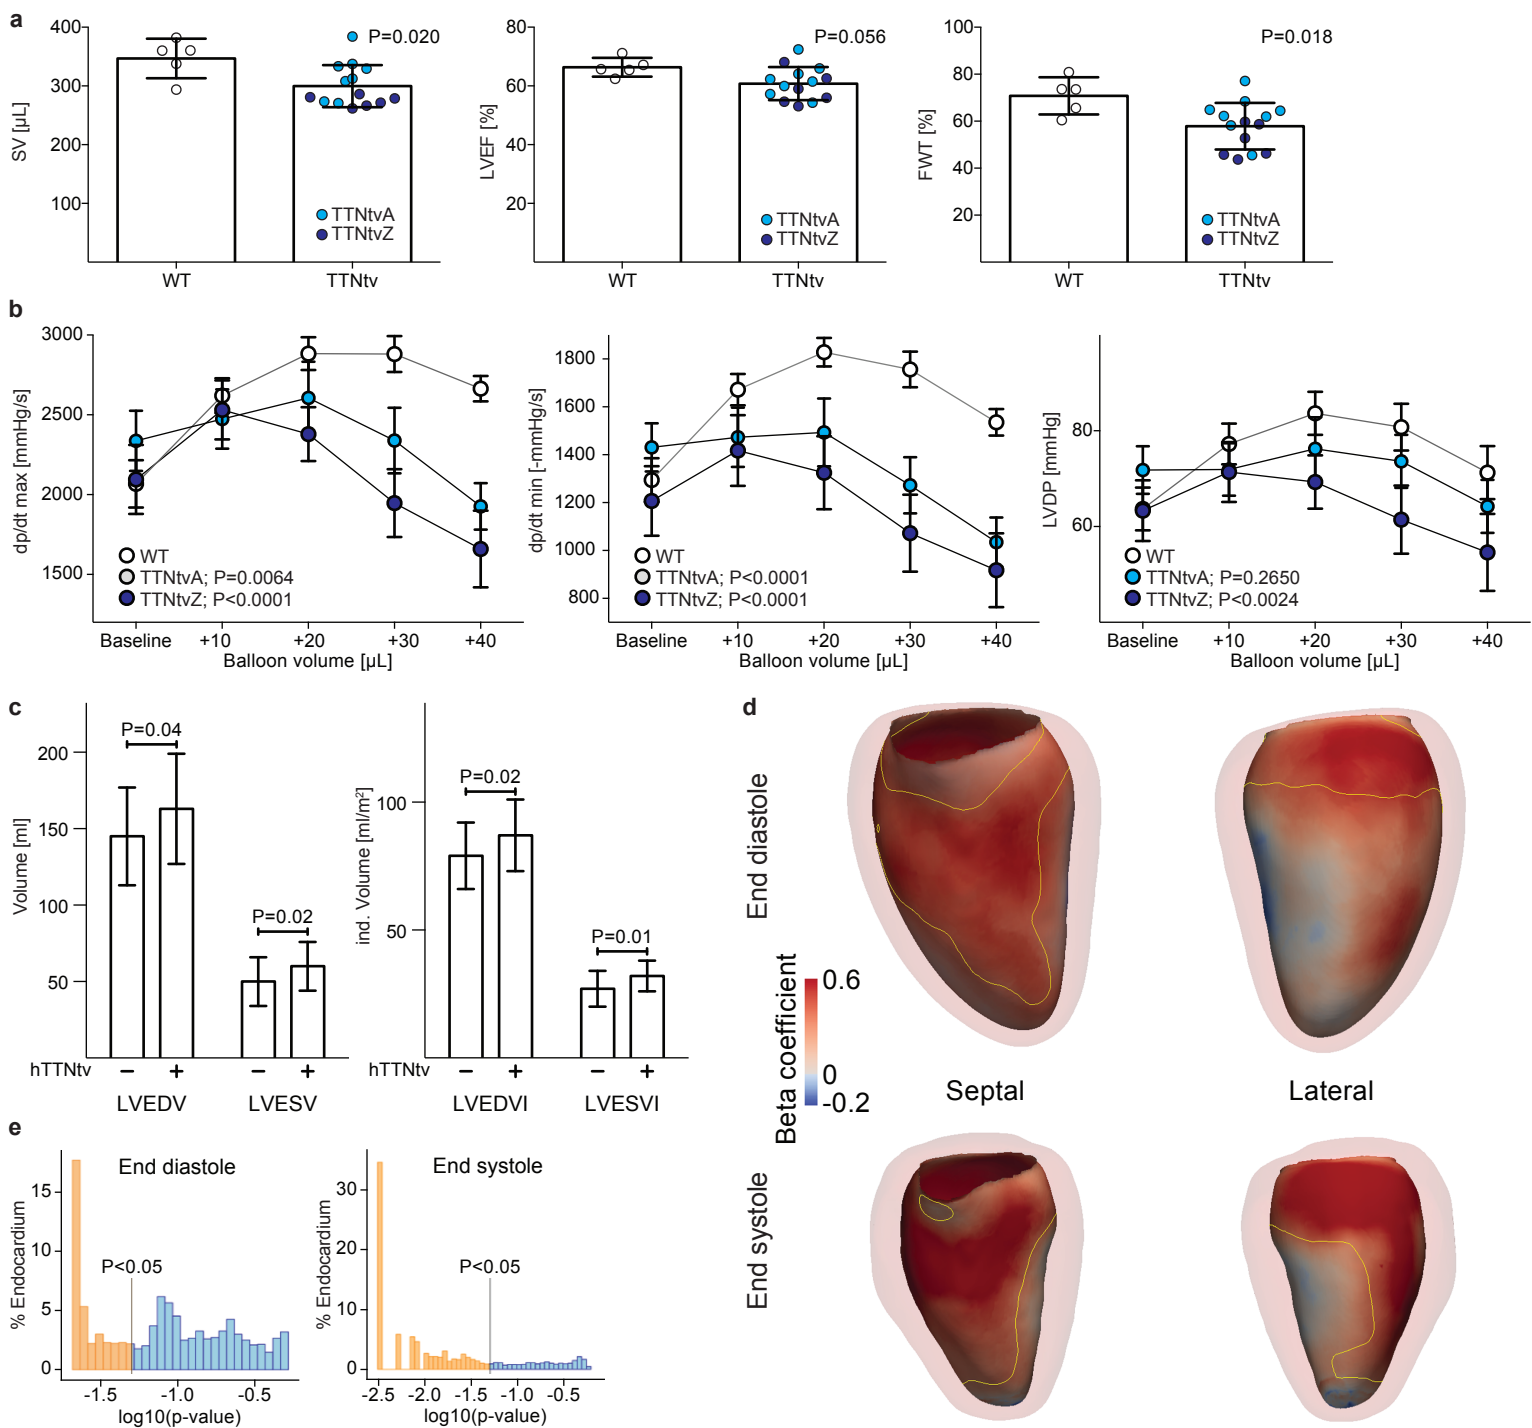 a
400
300
200
100
SV [µL]
P=0.020
TTNtvA
TTNtvZ
WT
TTNtv
80
60
40
20
LVEF [%]
P=0.056
TTNtvA
TTNtvZ
WT
TTNtv
100
80
60
40
20
FWT [%]
P=0.018
TTNtvA
TTNtvZ
WT
TTNtv
b
3000
2500
2000
1500
dp/dt max [mmHg/s]
WT
TTNtvA; P=0.0064
TTNtvZ; P<0.0001
Baseline
+10
+20
+30
+40
Balloon volume [µL]
1800
1600
1400
1200
1000
800
dp/dt min [-mmHg/s]
WT
TTNtvA; P<0.0001
TTNtvZ; P<0.0001
Baseline
+10
+20
+30
+40
Balloon volume [µL]
80
60
LVDP [mmHg]
WT
TTNtvA; P=0.2650
TTNtvZ; P<0.0024
Baseline
+10
+20
+30
+40
Balloon volume [µL]
c
200
150
100
50
Volume [ml]
P=0.04
P=0.02
hTTNtv
− + − +
LVEDV
LVESV
100
50
ind. Volume [ml/m²]
P=0.02
P=0.01
hTTNtv
− + − +
LVEDVI
LVESVI
d
End diastole
Beta coefficient
0.6
0
-0.2
Septal
Lateral
End systole
e
End diastole
15
10
5
0
% Endocardium
P<0.05
-1.5
-1.0
-0.5
log10(p-value)
End systole
30
20
10
0
% Endocardium
P<0.05
-2.5
-2.0
-1.5
-1.0
-0.5
log10(p-value)